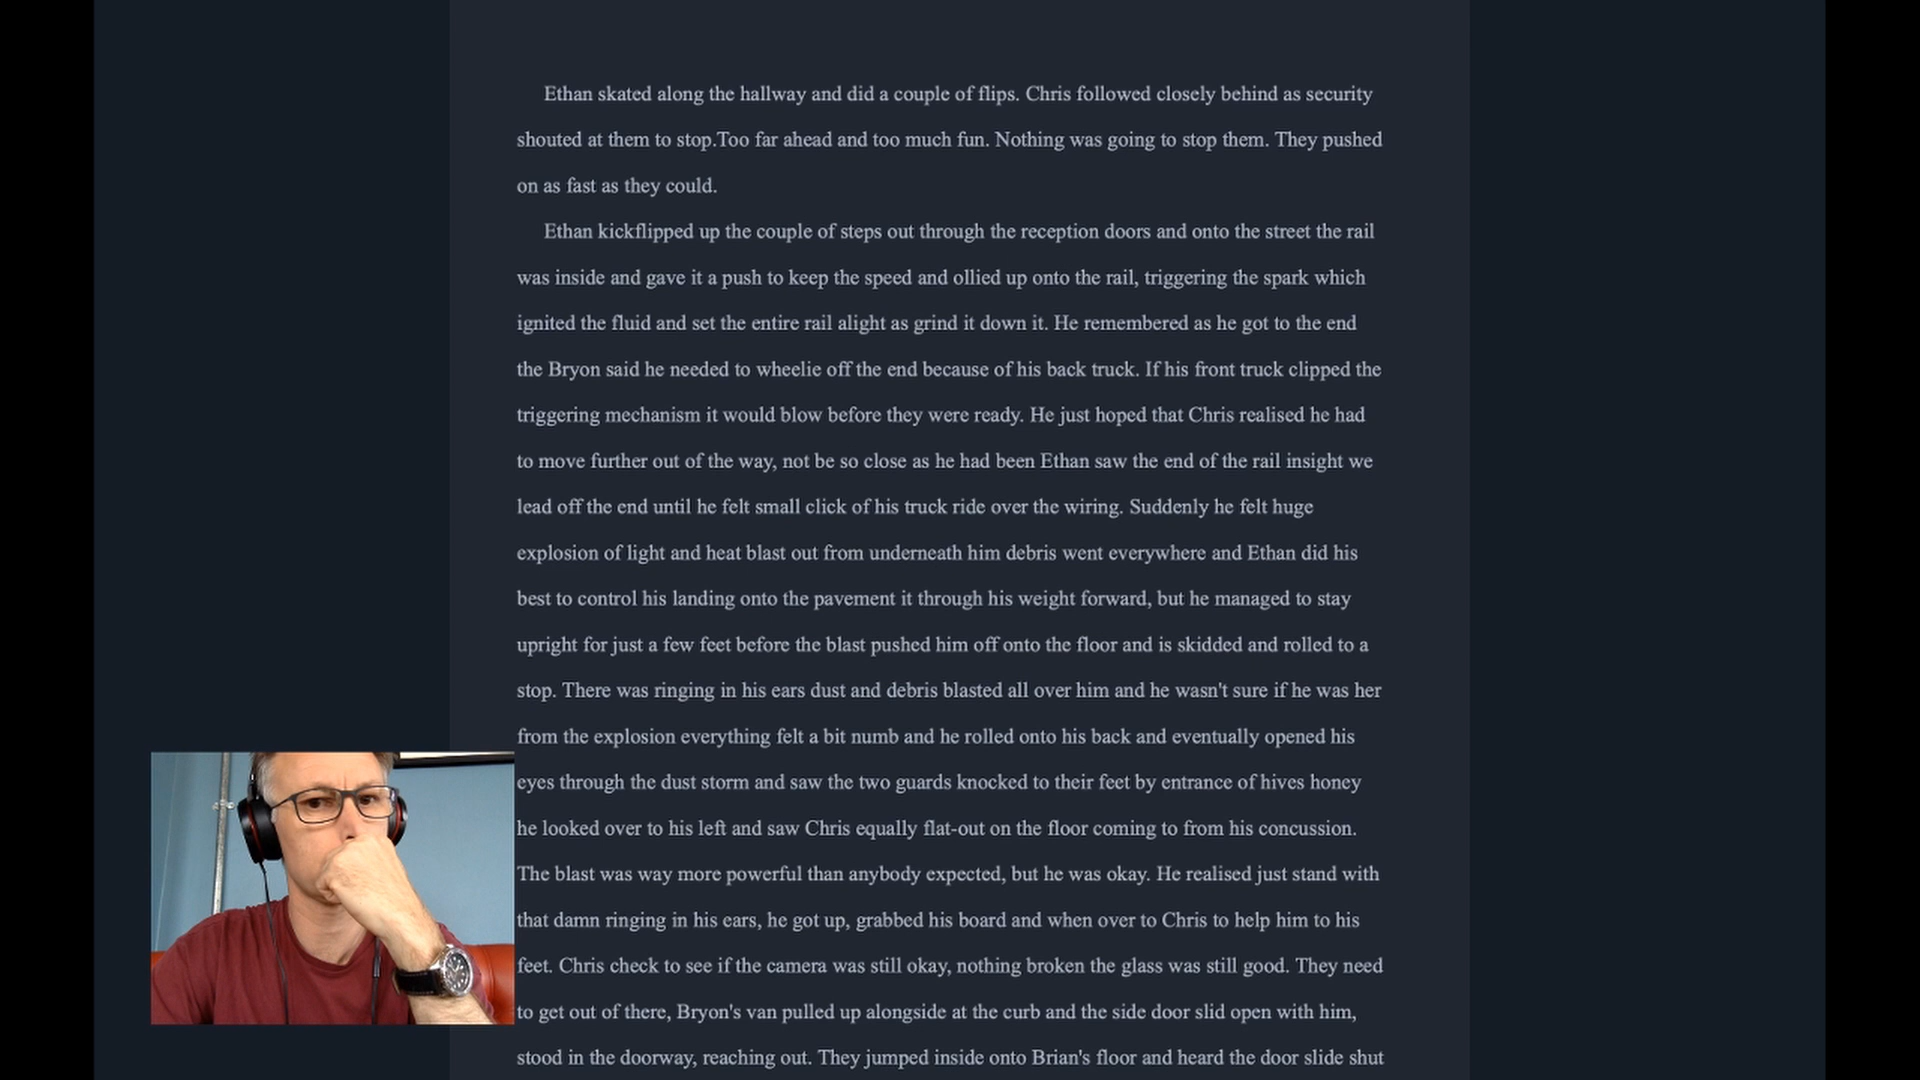 Ethan skated along the hallway and did a couple of flips. Chris followed closely behind as security
shouted at them to stop.Too far ahead and too much fun. Nothing was going to stop them. They pushed
on as fast as they could.
Ethan kickflipped up the couple of steps out through the reception doors and onto the street the rail
was inside and gave it a push to keep the speed and ollied up onto the rail, triggering the spark which
ignited the fluid and set the entire rail alight as grind it down it. He remembered as he got to the end
the Bryon said he needed to wheelie off the end because of his back truck. If his front truck clipped the
triggering mechanism it would blow before they were ready. He just hoped that Chris realised he had
to move further out of the way, not be so close as he had been Ethan saw the end of the rail insight we
lead off the end until he felt small click of his truck ride over the wiring. Suddenly he felt huge
explosion of light and heat blast out from underneath him debris went everywhere and Ethan did his
best to control his landing onto the pavement it through his weight forward, but he managed to stay
upright for just a few feet before the blast pushed him off onto the floor and is skidded and rolled to a
stop. There was ringing in his ears dust and debris blasted all over him and he wasn't sure if he was her
from the explosion everything felt a bit numb and he rolled onto his back and eventually opened his
eyes through the dust storm and saw the two guards knocked to their feet by entrance of hives honey
he looked over to his left and saw Chris equally flat-out on the floor coming to from his concussion.
The blast was way more powerful than anybody expected, but he was okay. He realised just stand with
that damn ringing in his ears, he got up, grabbed his board and when over to Chris to help him to his
feet. Chris check to see if the camera was still okay, nothing broken the glass was still good. They need
to get out of there, Bryon's van pulled up alongside at the curb and the side door slid open with him,
stood in the doorway, reaching out. They jumped inside onto Brian's floor and heard the door slide shut